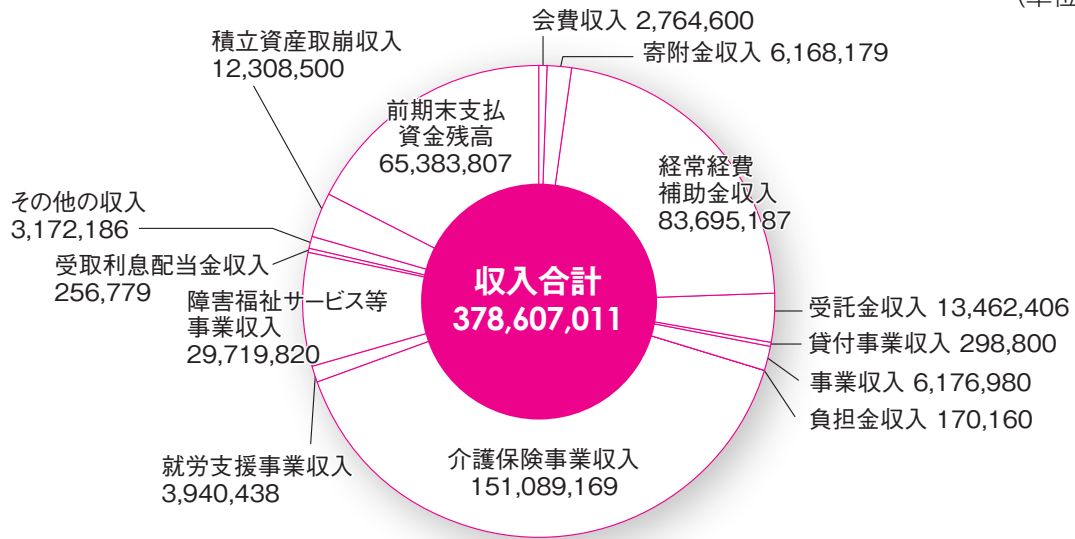 (単位
会費収入 2,764,600
寄附金収入 6,168,179
経常経費
補助金収入
83,695,187
受託金収入 13,462,406
貸付事業収入 298,800
事業収入 6,176,980
負担金収入 170,160
介護保険事業収入
151,089,169
就労支援事業収入
3,940,438
障害福祉サービス等
事業収入
29,719,820
受取利息配当金収入
256,779
その他の収入
3,172,186
積立資産取崩収入
12,308,500
前期末支払
資金残高
65,383,807
収入合計
378,607,011